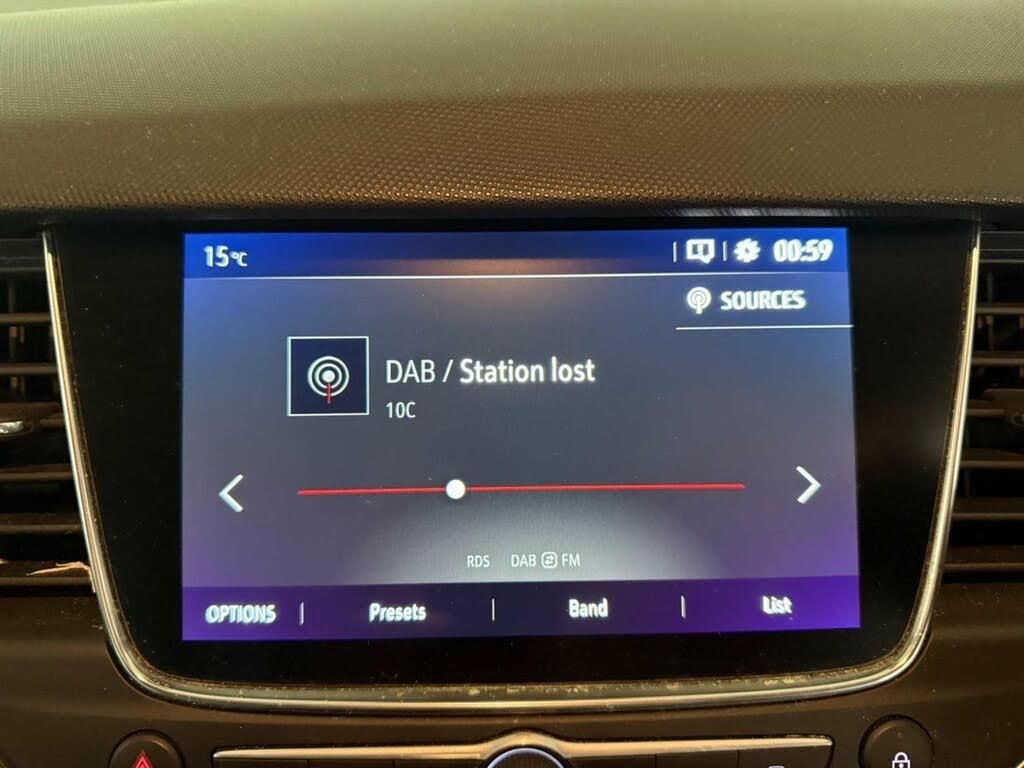 15°C 00:59
SOURCES
DAB / Station lost
10C
RDS DAB FM
OPTIONS | Presets | Band | List